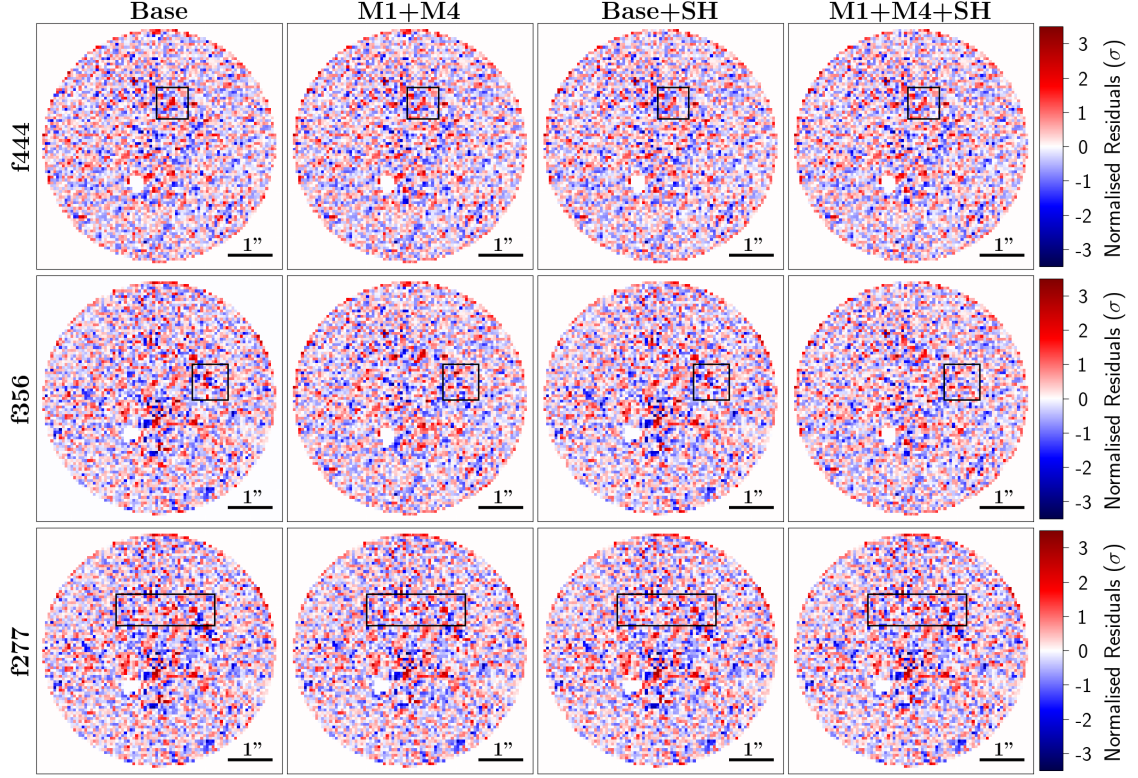 Base M1+M4 Base+SH M1+M4+SH
f444
1” 1” 1” 1”
3
2
1
0
-1
-2
-3
Normalised Residuals (σ)
f356
1” 1” 1” 1”
3
2
1
0
-1
-2
-3
Normalised Residuals (σ)
f277
1” 1” 1” 1”
3
2
1
0
-1
-2
-3
Normalised Residuals (σ)